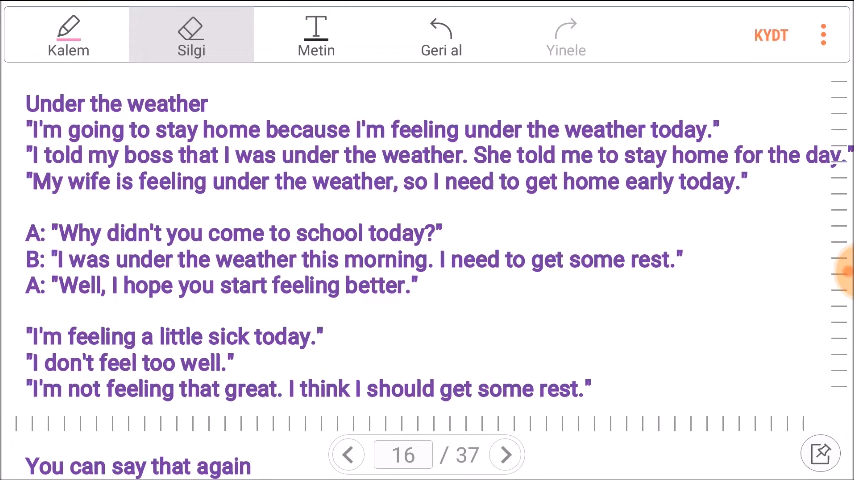 Kalem
Silgi
Metin
Geri al
Yinele
KYDT
Under the weather
"I'm going to stay home because I'm feeling under the weather today."
"I told my boss that I was under the weather. She told me to stay home for the day."
"My wife is feeling under the weather, so I need to get home early today."
A: "Why didn't you come to school today?"
B: "I was under the weather this morning. I need to get some rest."
A: "Well, I hope you start feeling better."
"I'm feeling a little sick today."
"I don't feel too well."
"I'm not feeling that great. I think I should get some rest."
16 / 37
You can say that again